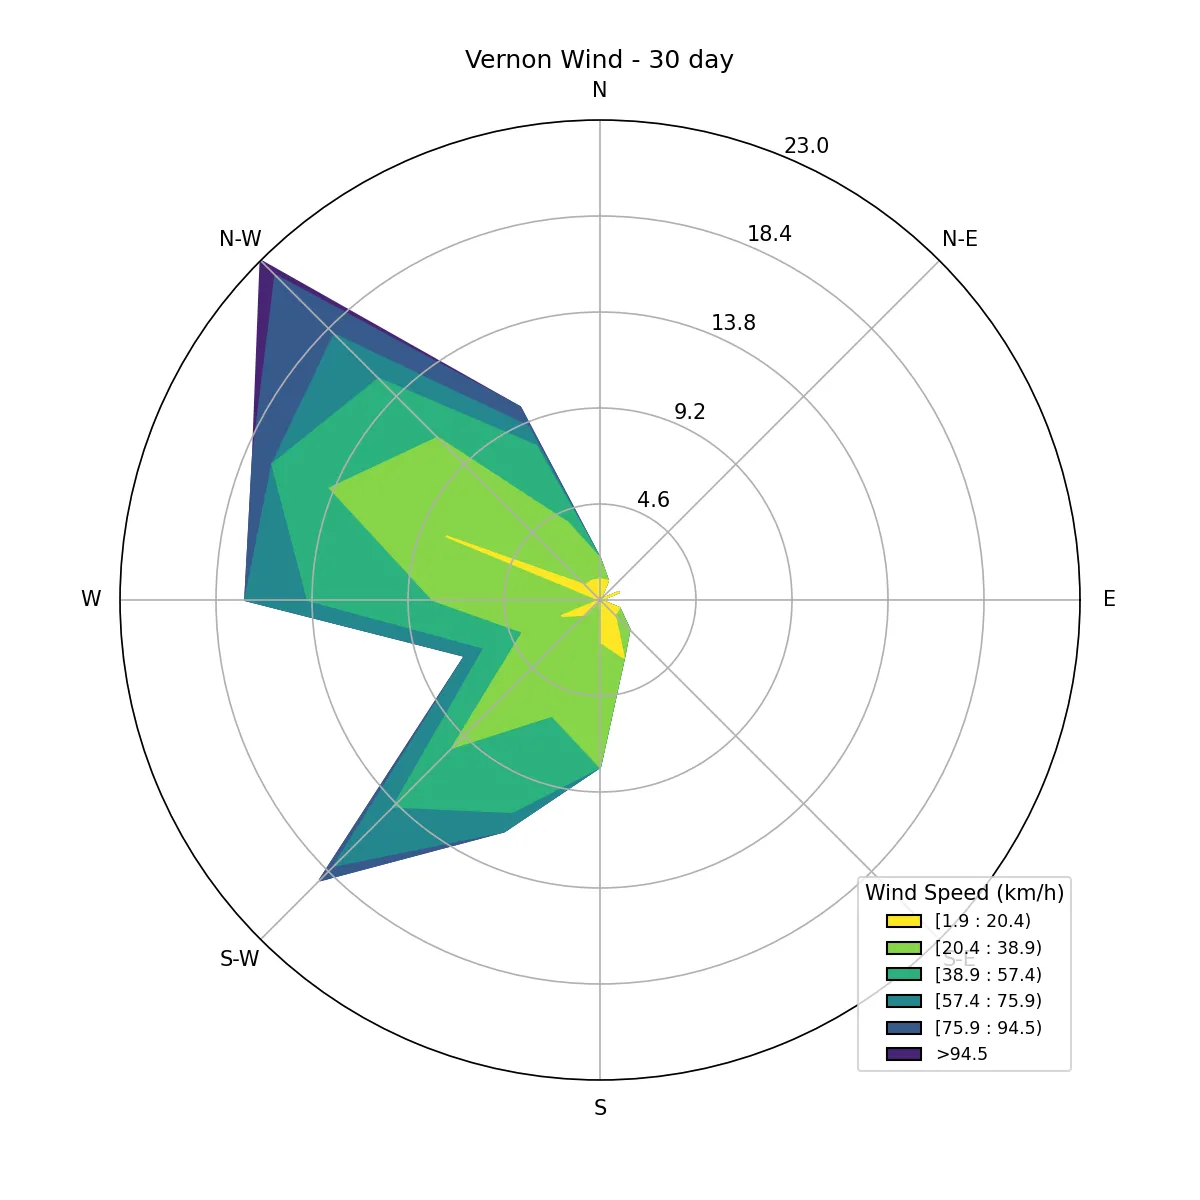 Vernon Wind - 30 day
N
23.0
N-W
18.4
N-E
13.8
9.2
4.6
W
E
S-W
S-E
S
Wind Speed (km/h)
[1.9 : 20.4)
[20.4 : 38.9)
[38.9 : 57.4)
[57.4 : 75.9)
[75.9 : 94.5)
>94.5